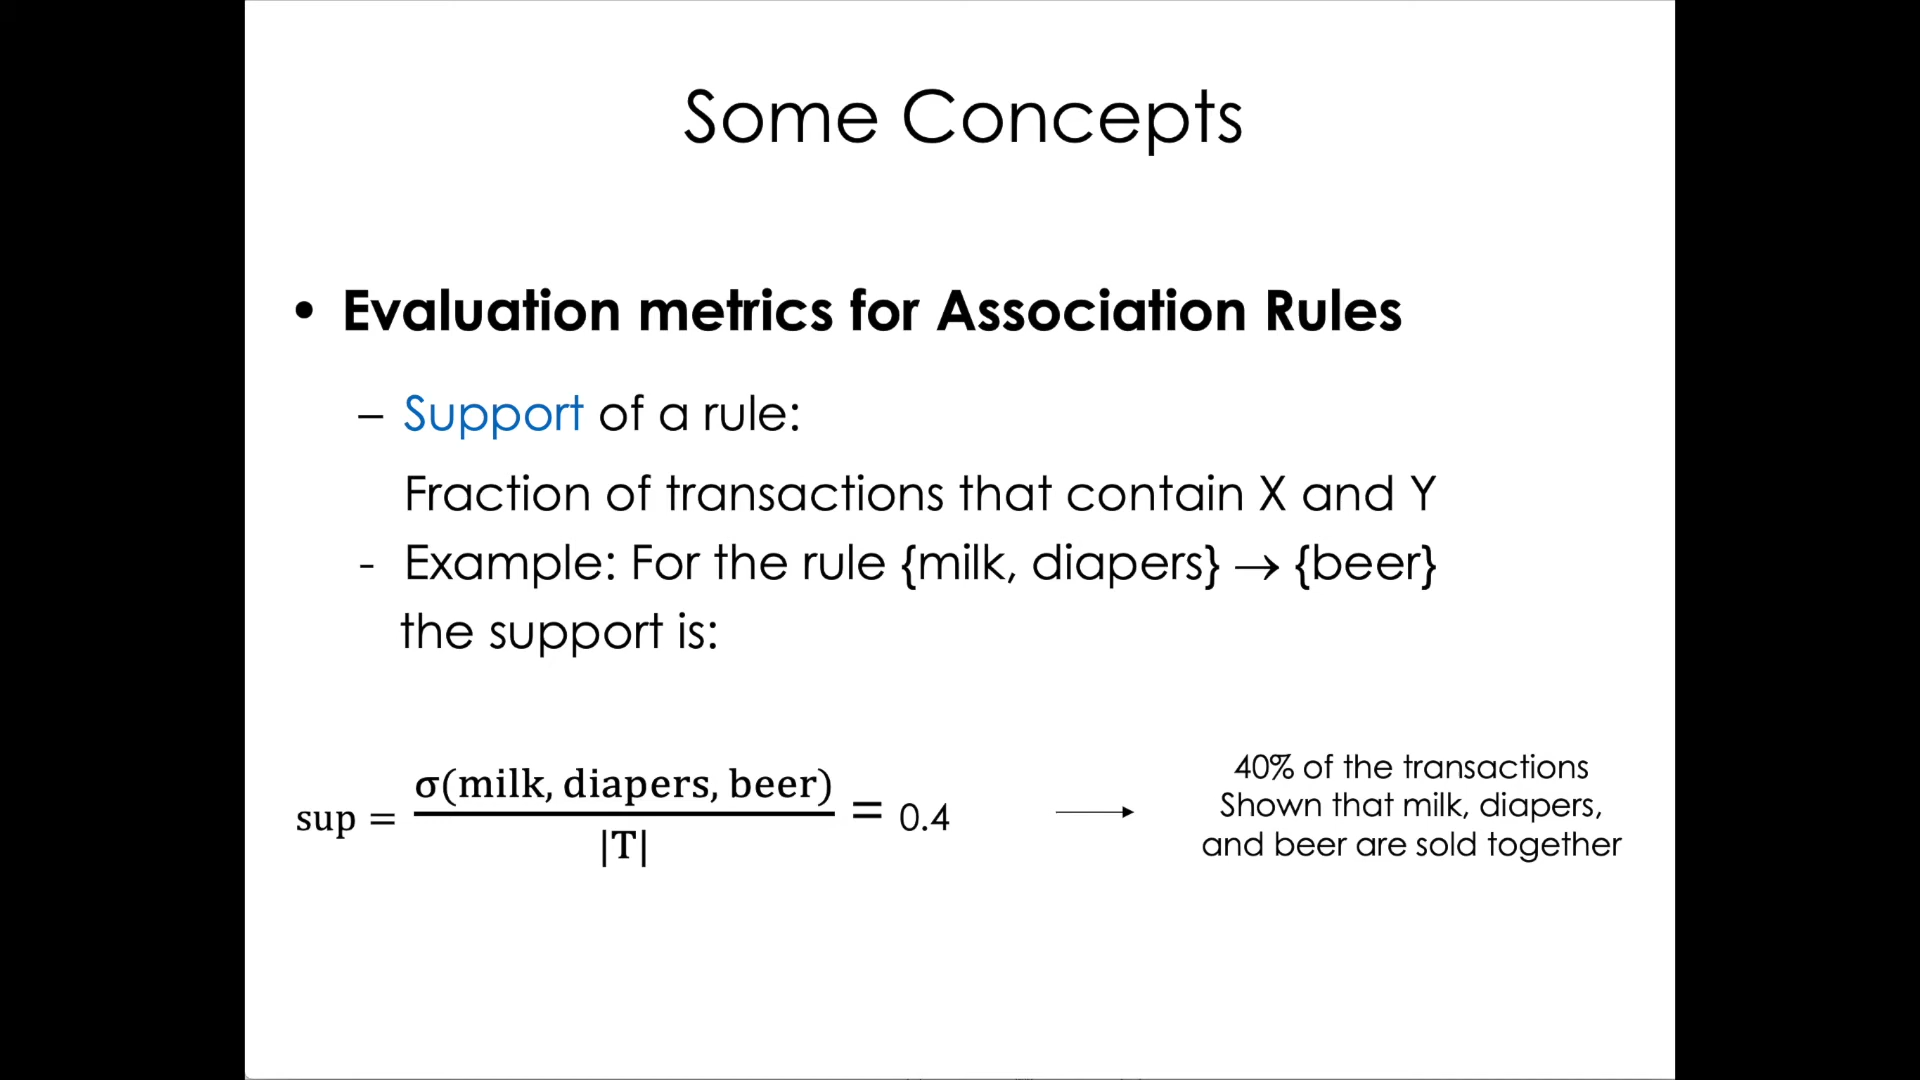 Some Concepts
• Evaluation metrics for Association Rules
– Support of a rule:
Fraction of transactions that contain X and Y
- Example: For the rule {milk, diapers} → {beer}
the support is:
sup = σ(milk, diapers, beer) / |T| = 0.4
40% of the transactions
Shown that milk, diapers,
and beer are sold together